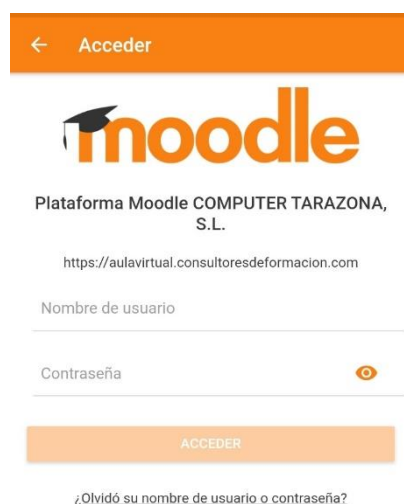 Acceder
moodle
Plataforma Moodle COMPUTER TARAZONA,
S.L.
https://aulavirtual.consultoresdeformacion.com
Nombre de usuario
Contraseña
ACCEDER
¿Olvidó su nombre de usuario o contraseña?